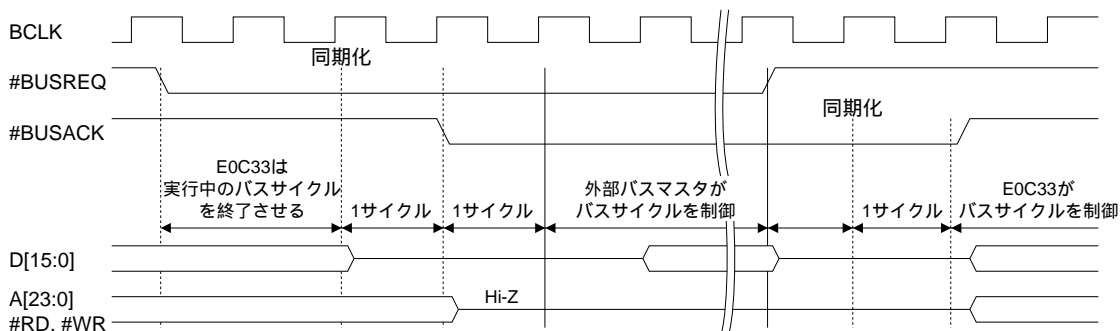 BCLK
同期化
#BUSREQ
同期化
#BUSACK
E0C33は
実行中のバスサイクル
を終了させる
1サイクル
1サイクル
外部バスマスタが
バスサイクルを制御
1サイクル
E0C33が
バスサイクルを制御
D[15:0]
A[23:0]
Hi-Z
#RD, #WR